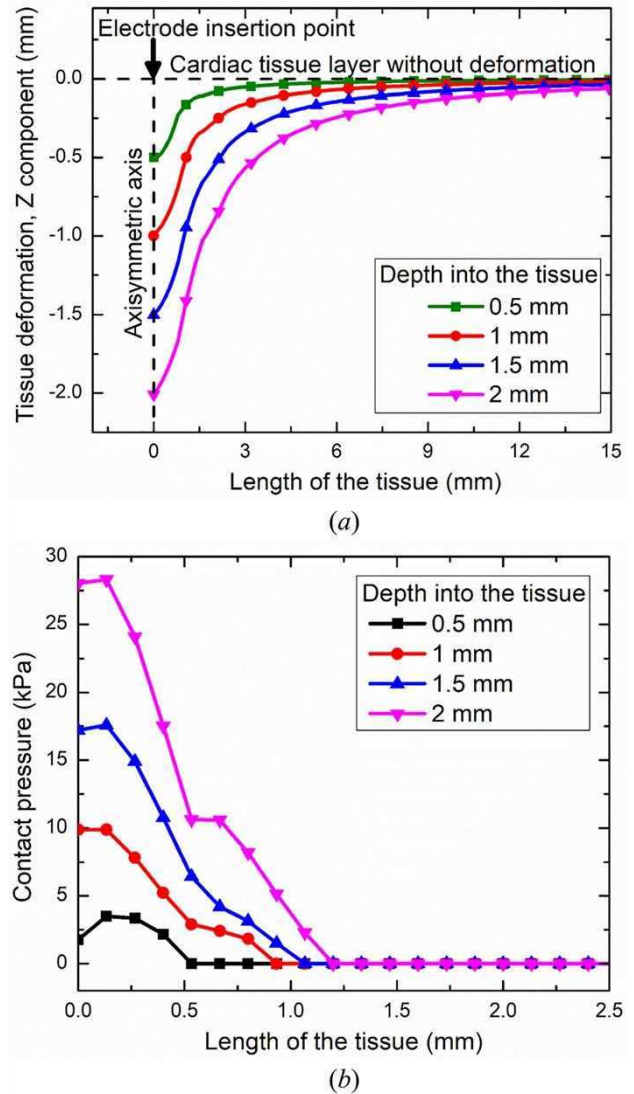 Electrode insertion point
Cardiac tissue layer without deformation
0.0
-0.5
-1.0
-1.5
-2.0
Tissue deformation, Z component (mm)
Axisymmetric axis
Depth into the tissue
0.5 mm
1 mm
1.5 mm
2 mm
0 3 6 9 12 15
Length of the tissue (mm)
(a)
30
25
20
15
10
5
0
Contact pressure (kPa)
Depth into the tissue
0.5 mm
1 mm
1.5 mm
2 mm
0.0 0.5 1.0 1.5 2.0 2.5
Length of the tissue (mm)
(b)